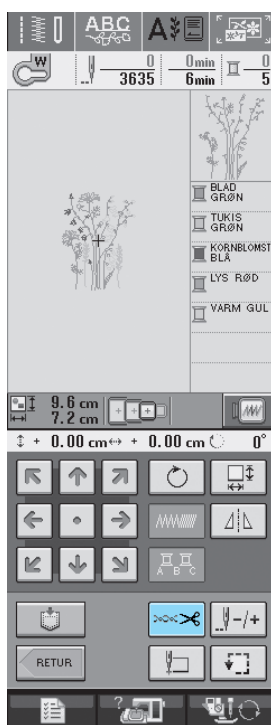 ABC
A
W
0
3635
0min
6min
0
5
BLAD
GRØN
TUKIS
GRØN
KORNBLOMST
BLÅ
LYS RØD
VARM GUL
9.6 cm
7.2 cm
+ 0.00 cm + 0.00 cm 0°
A B C
-/+
RETUR
?